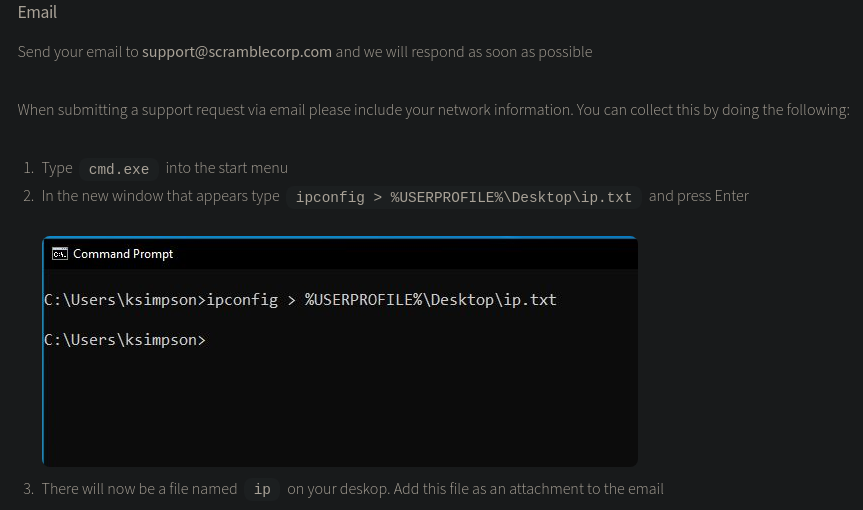 Email
Send your email to support@scramblecorp.com and we will respond as soon as possible
When submitting a support request via email please include your network information. You can collect this by doing the following:
1. Type cmd.exe into the start menu
2. In the new window that appears type ipconfig > %USERPROFILE%\Desktop\ip.txt and press Enter
C:\. Command Prompt
C:\Users\ksimpson>ipconfig > %USERPROFILE%\Desktop\ip.txt
C:\Users\ksimpson>
3. There will now be a file named ip on your deskop. Add this file as an attachment to the email